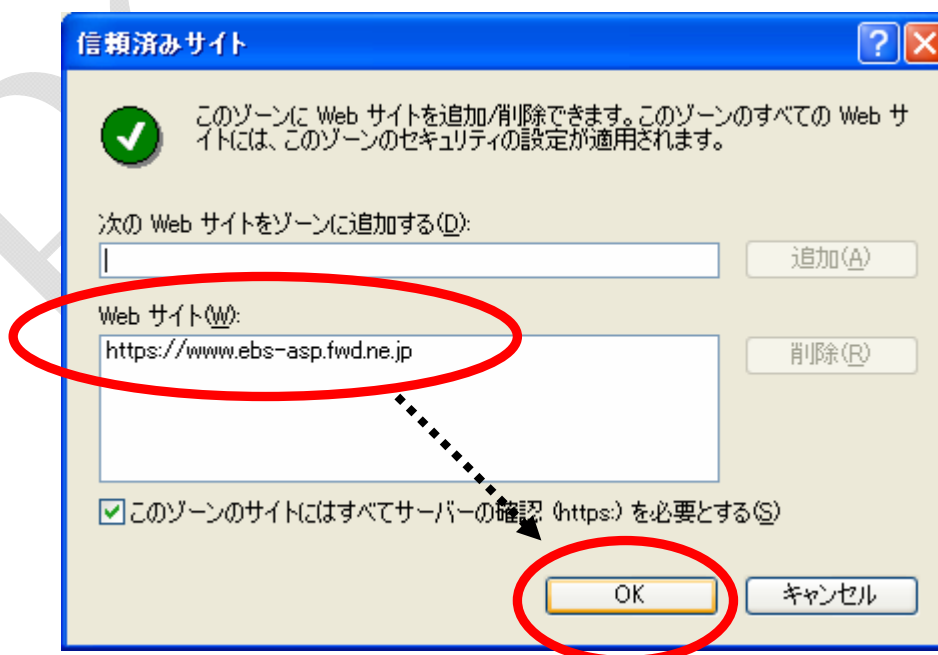 信頼済みサイト
このゾーンに Web サイトを追加/削除できます。このゾーンのすべての Web サ
イトには、このゾーンのセキュリティの設定が適用されます。
次の Web サイトをゾーンに追加する(D):
追加(A)
Web サイト(W):
https://www.ebs-asp.fwd.ne.jp
削除(R)
このゾーンのサイトにはすべてサーバーの確認 (https:) を必要とする(S)
OK
キャンセル